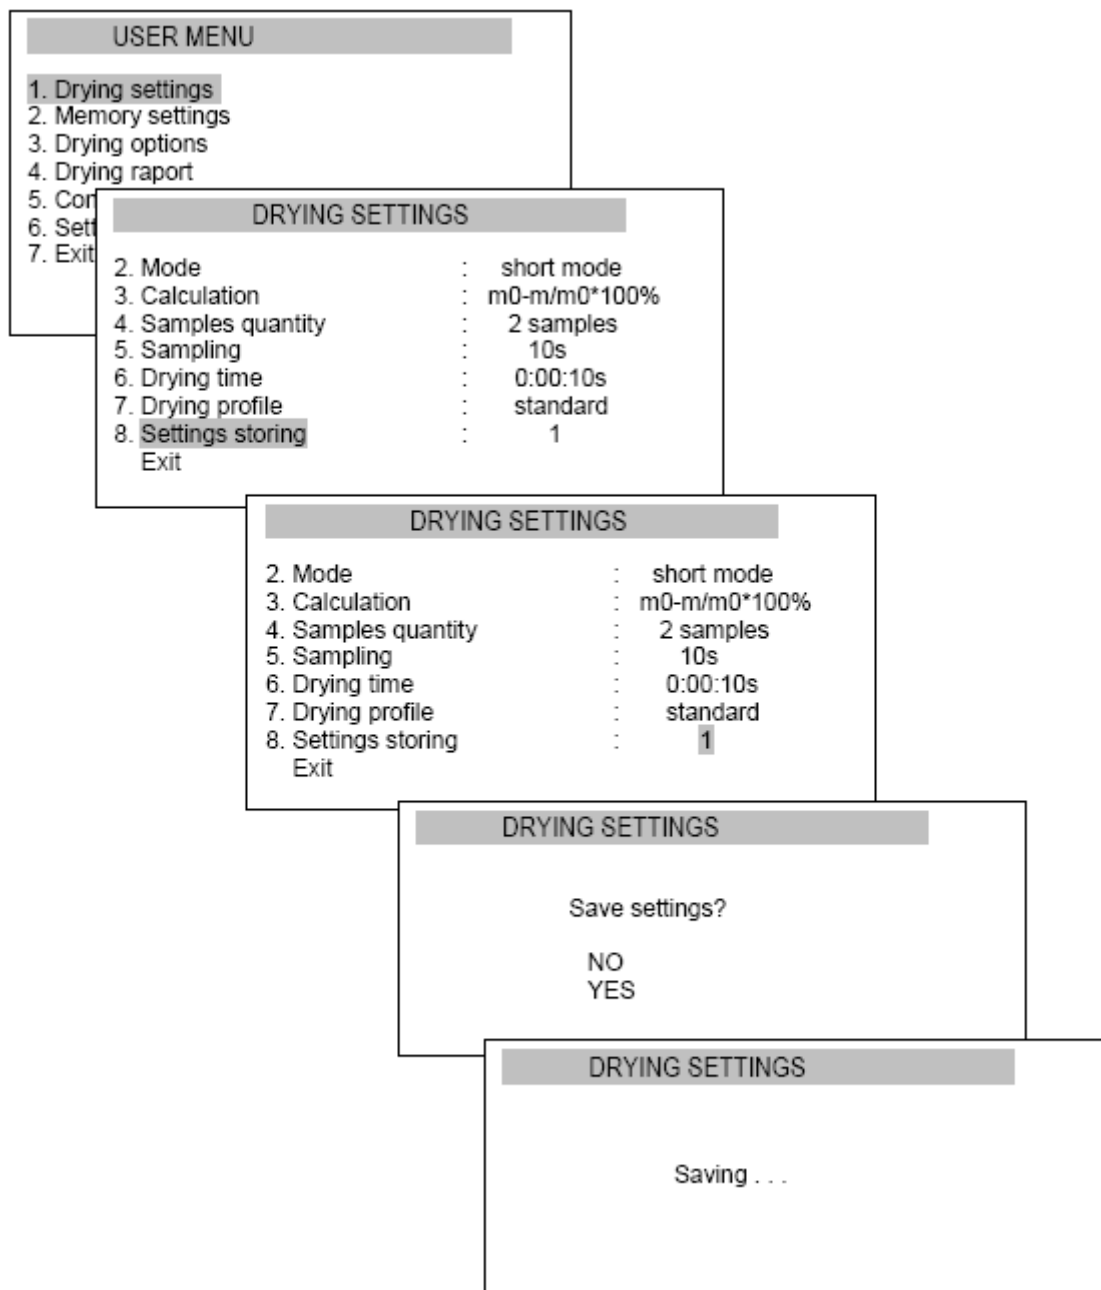 USER MENU
1. Drying settings
2. Memory settings
3. Drying options
4. Drying raport
5. Con
6. Sett
7. Exit
DRYING SETTINGS
2. Mode : short mode
3. Calculation : m0-m/m0*100%
4. Samples quantity : 2 samples
5. Sampling : 10s
6. Drying time : 0:00:10s
7. Drying profile : standard
8. Settings storing : 1
Exit
DRYING SETTINGS
2. Mode : short mode
3. Calculation : m0-m/m0*100%
4. Samples quantity : 2 samples
5. Sampling : 10s
6. Drying time : 0:00:10s
7. Drying profile : standard
8. Settings storing : 1
Exit
DRYING SETTINGS
Save settings?
NO
YES
DRYING SETTINGS
Saving . . .